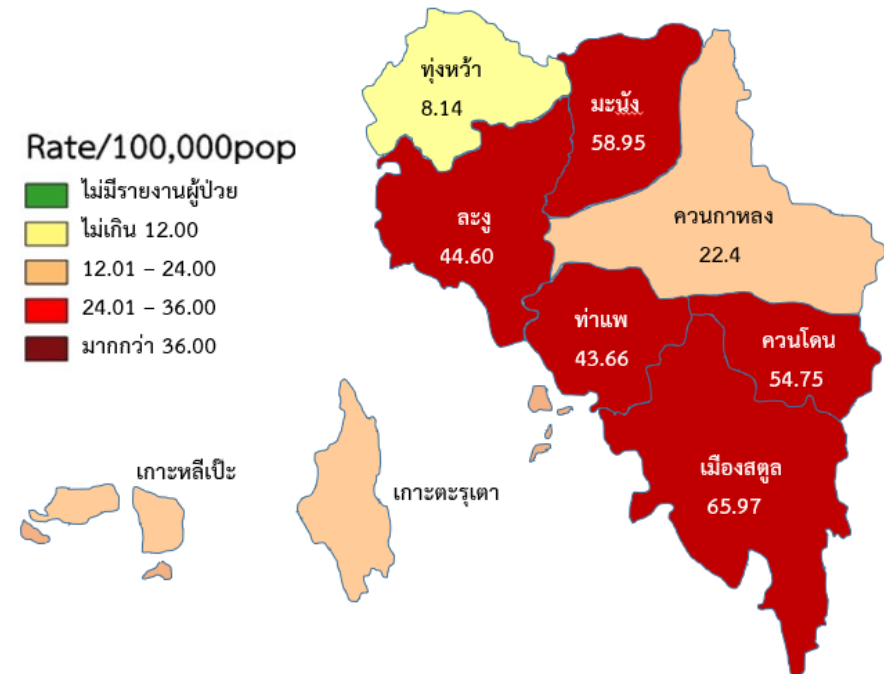 Rate/100,000pop
ไม่มีรายงานผู้ป่วย
ไม่เกิน 12.00
12.01 – 24.00
24.01 – 36.00
มากกว่า 36.00
ทุ่งหว้า
8.14
มะนัง
58.95
ละงู
44.60
ควนกาหลง
22.4
ท่าแพ
43.66
ควนโดน
54.75
เมืองสตูล
65.97
เกาะหลีเป๊ะ
เกาะตะรุเตา